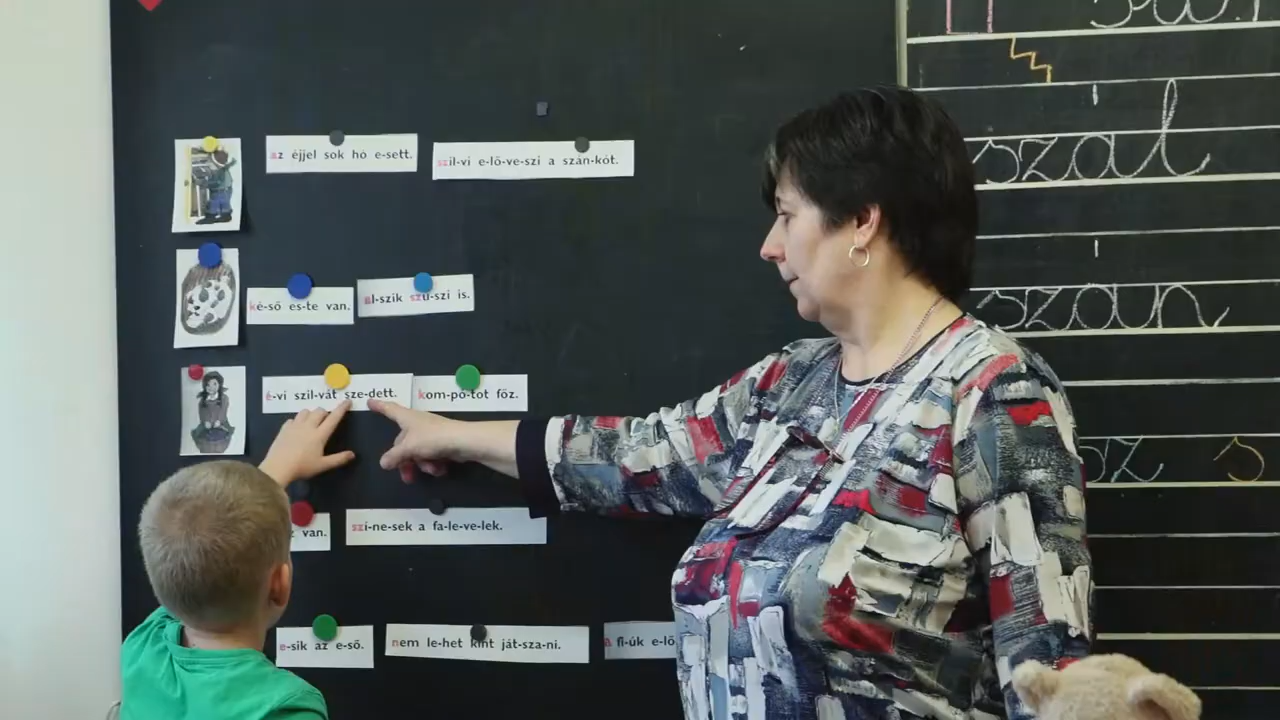 az éjjel sok hó e-sett. szil-vi e-lő-ve-szi a szán-kót.
ké-ső es-te van. al-szik szu-szi is.
é-vi szil-vát sze-dett. kom-pó-tot főz.
van. szí-ne-sek a fa-le-ve-lek.
e-sik az e-ső. nem le-het kint ját-sza-ni. a fi-úk e-lő
szál
szán
sz s